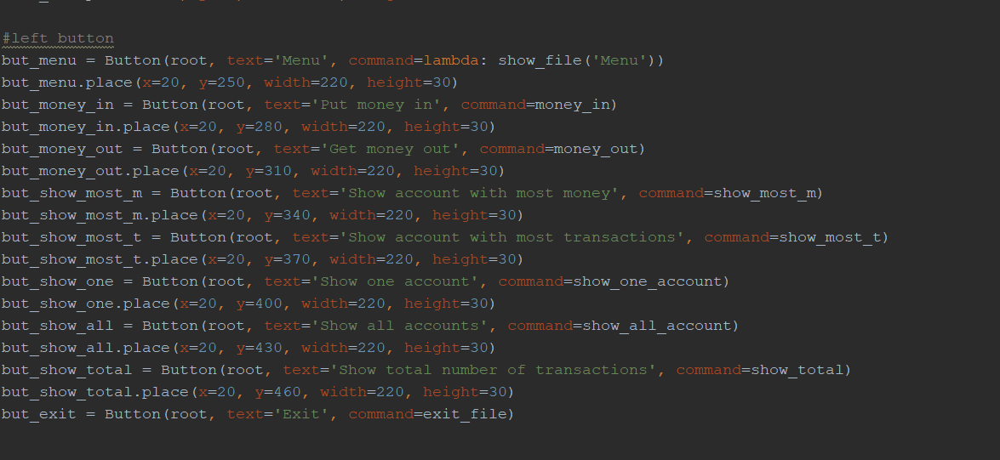 #left button
but_menu = Button(root, text='Menu', command=lambda: show_file('Menu'))
but_menu.place(x=20, y=250, width=220, height=30)
but_money_in = Button(root, text='Put money in', command=money_in)
but_money_in.place(x=20, y=280, width=220, height=30)
but_money_out = Button(root, text='Get money out', command=money_out)
but_money_out.place(x=20, y=310, width=220, height=30)
but_show_most_m = Button(root, text='Show account with most money', command=show_most_m)
but_show_most_m.place(x=20, y=340, width=220, height=30)
but_show_most_t = Button(root, text='Show account with most transactions', command=show_most_t)
but_show_most_t.place(x=20, y=370, width=220, height=30)
but_show_one = Button(root, text='Show one account', command=show_one_account)
but_show_one.place(x=20, y=400, width=220, height=30)
but_show_all = Button(root, text='Show all accounts', command=show_all_account)
but_show_all.place(x=20, y=430, width=220, height=30)
but_show_total = Button(root, text='Show total number of transactions', command=show_total)
but_show_total.place(x=20, y=460, width=220, height=30)
but_exit = Button(root, text='Exit', command=exit_file)